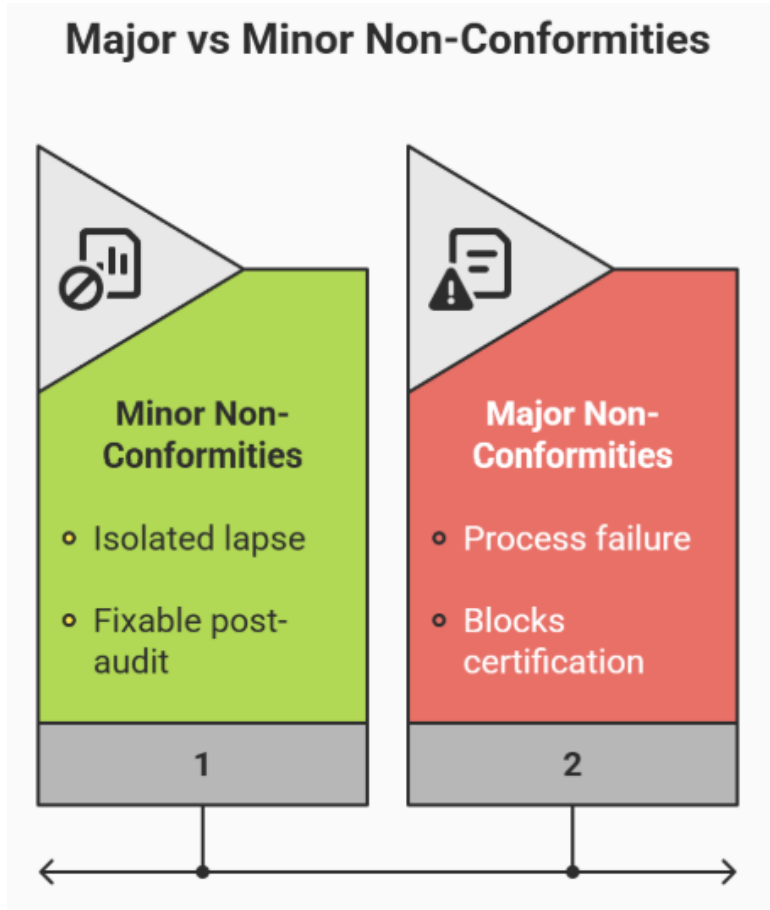 Major vs Minor Non-Conformities
Minor Non-
Conformities
Isolated lapse
Fixable post-
audit
1
Major Non-
Conformities
Process failure
Blocks
certification
2